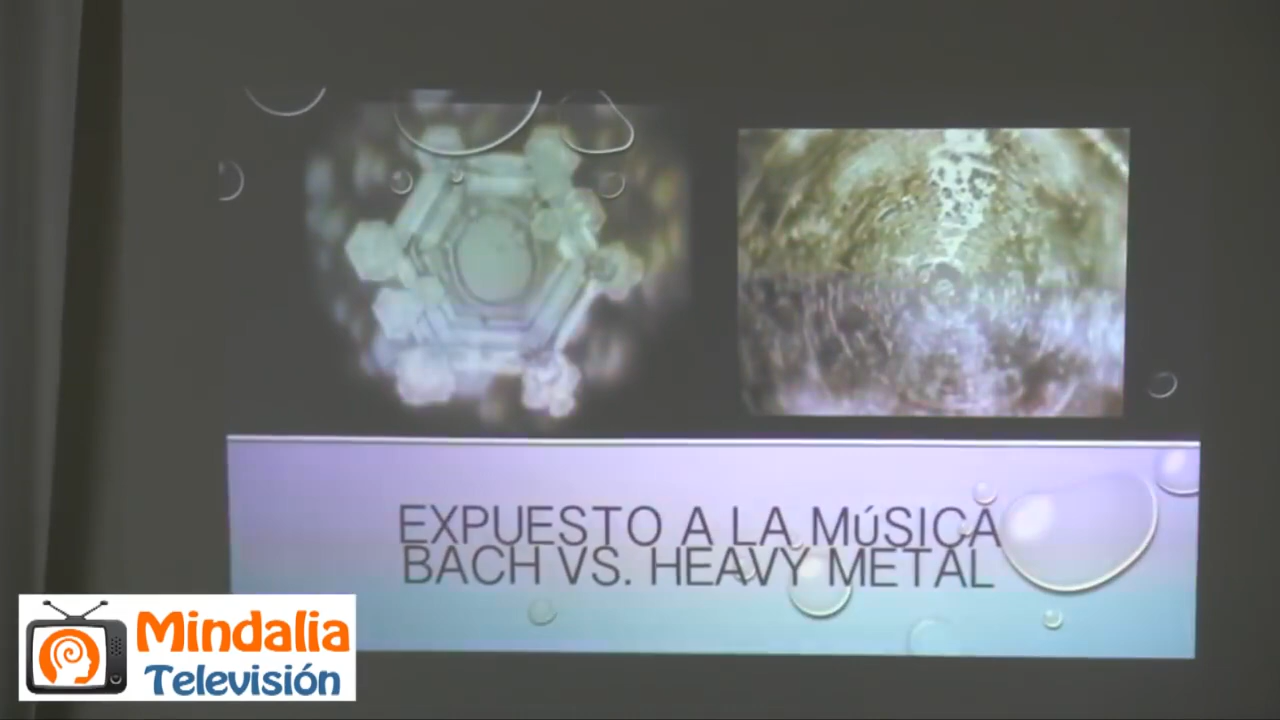 EXPUESTO A LA MÚSICA
BACH VS. HEAVY METAL
Mindalia
Televisión